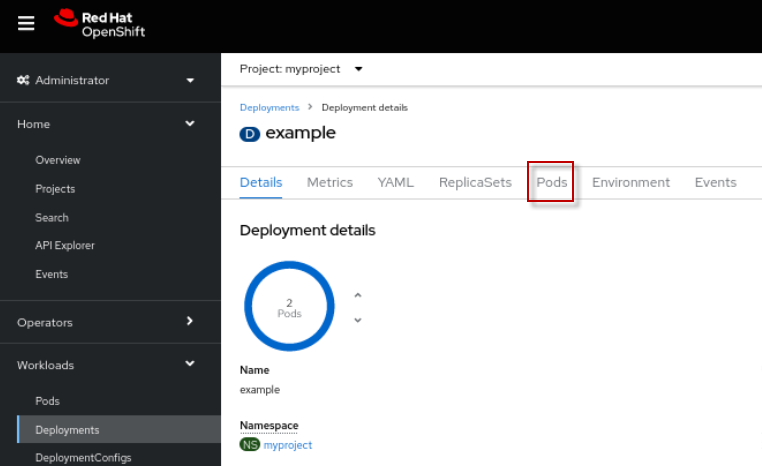 Red Hat
OpenShift
Administrator
Home
Overview
Projects
Search
API Explorer
Events
Operators
Workloads
Pods
Deployments
DeploymentConfigs
Project: myproject
Deployments > Deployment details
D example
Details Metrics YAML ReplicaSets Pods Environment Events
Deployment details
2
Pods
Name
example
Namespace
NS myproject